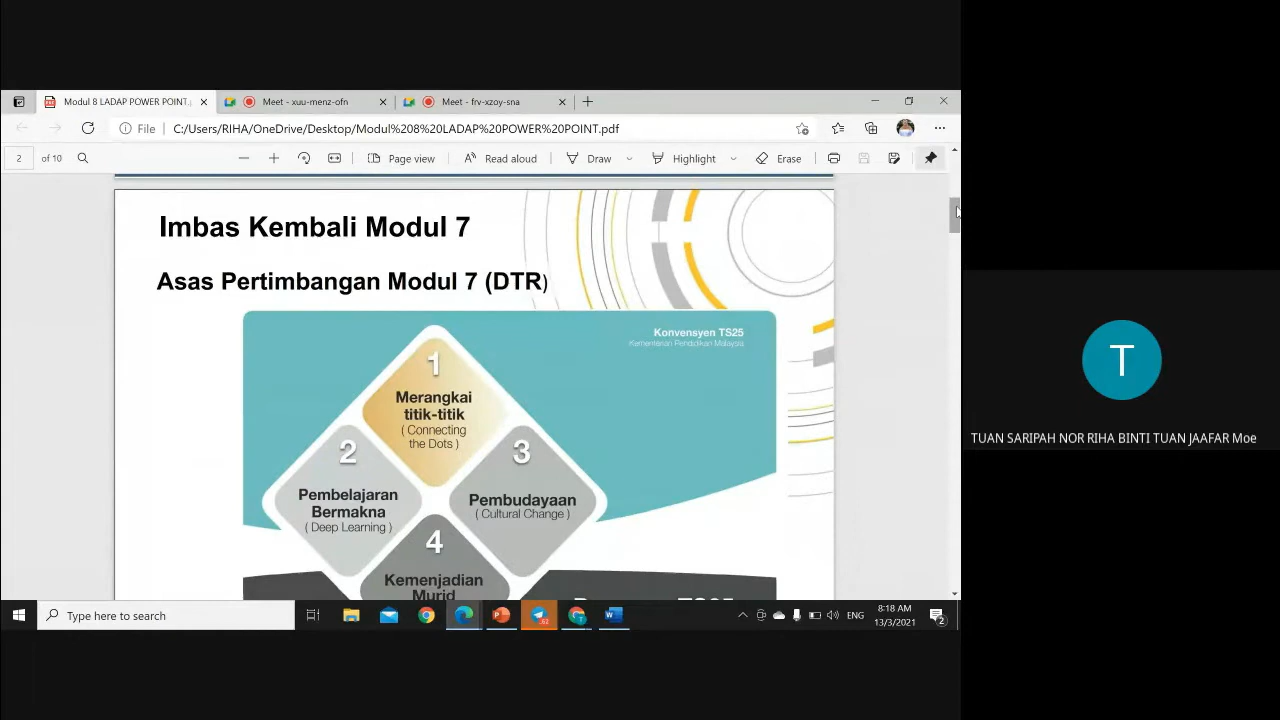 Modul 8 LADAP POWER POINT.
Meet - xuu-menz-ofn
Meet - frv-xzoy-sna
File
C:/Users/RIHA/OneDrive/Desktop/Modul%208%20LADAP%20POWER%20POINT.pdf
2 of 10
Page view
Read aloud
Draw
Highlight
Erase
Imbas Kembali Modul 7
Asas Pertimbangan Modul 7 (DTR)
Konvensyen TS25
Kementerian Pendidikan Malaysia
1
Merangkai
titik-titik
( Connecting
the Dots )
2
Pembelajaran
Bermakna
( Deep Learning )
3
Pembudayaan
( Cultural Change )
4
Kemenjadian
Murid
T
TUAN SARIPAH NOR RIHA BINTI TUAN JAAFAR Moe
Type here to search
ENG
8:18 AM
13/3/2021
2